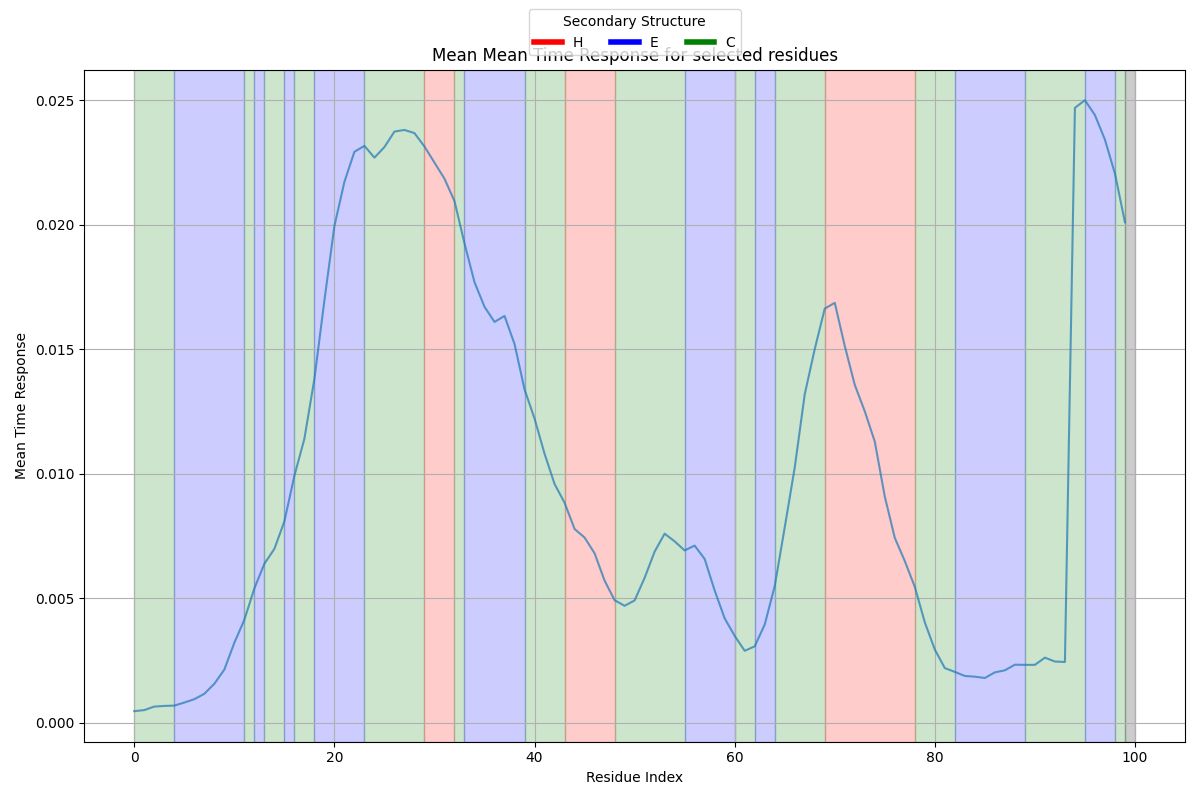 Secondary Structure
H E C
Mean Mean Time Response for selected residues
0.025
0.020
0.015
0.010
0.005
0.000
Mean Time Response
0 20 40 60 80 100
Residue Index